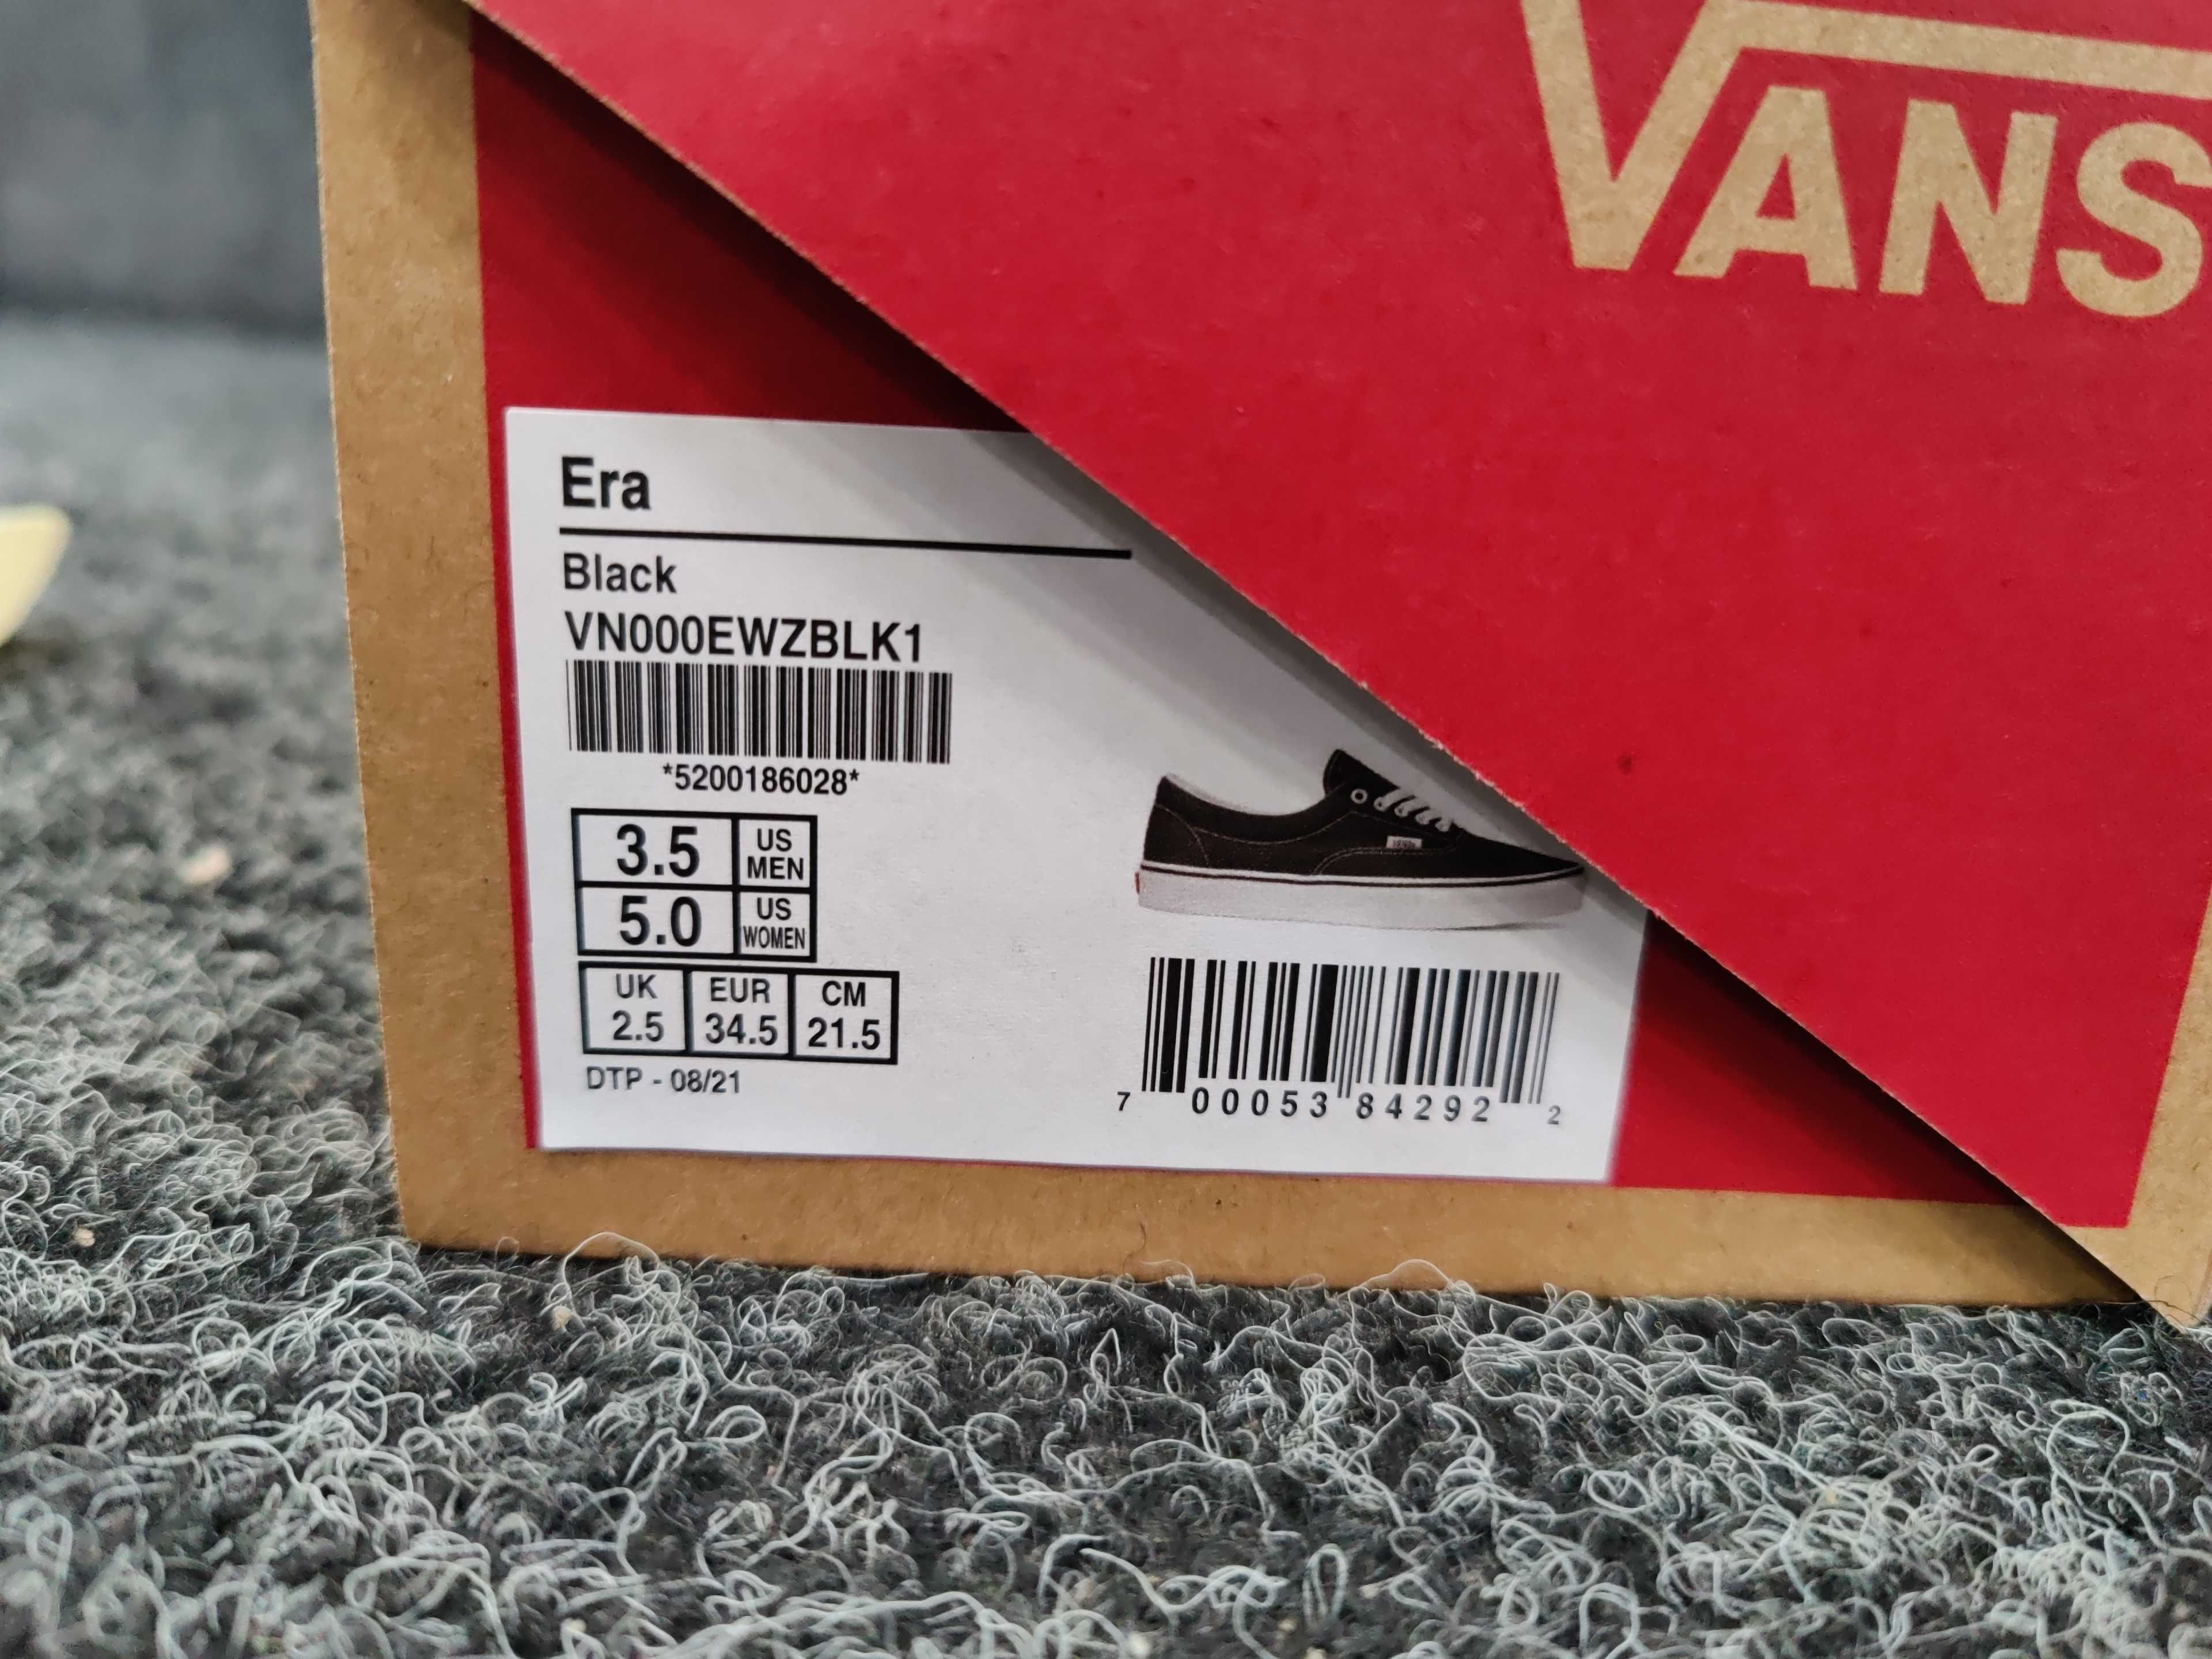 VANS
Era
Black
VN000EWZBLK1
*5200186028*
3.5 US MEN
5.0 US WOMEN
UK EUR CM
2.5 34.5 21.5
DTP - 08/21
7 00053 84292 2